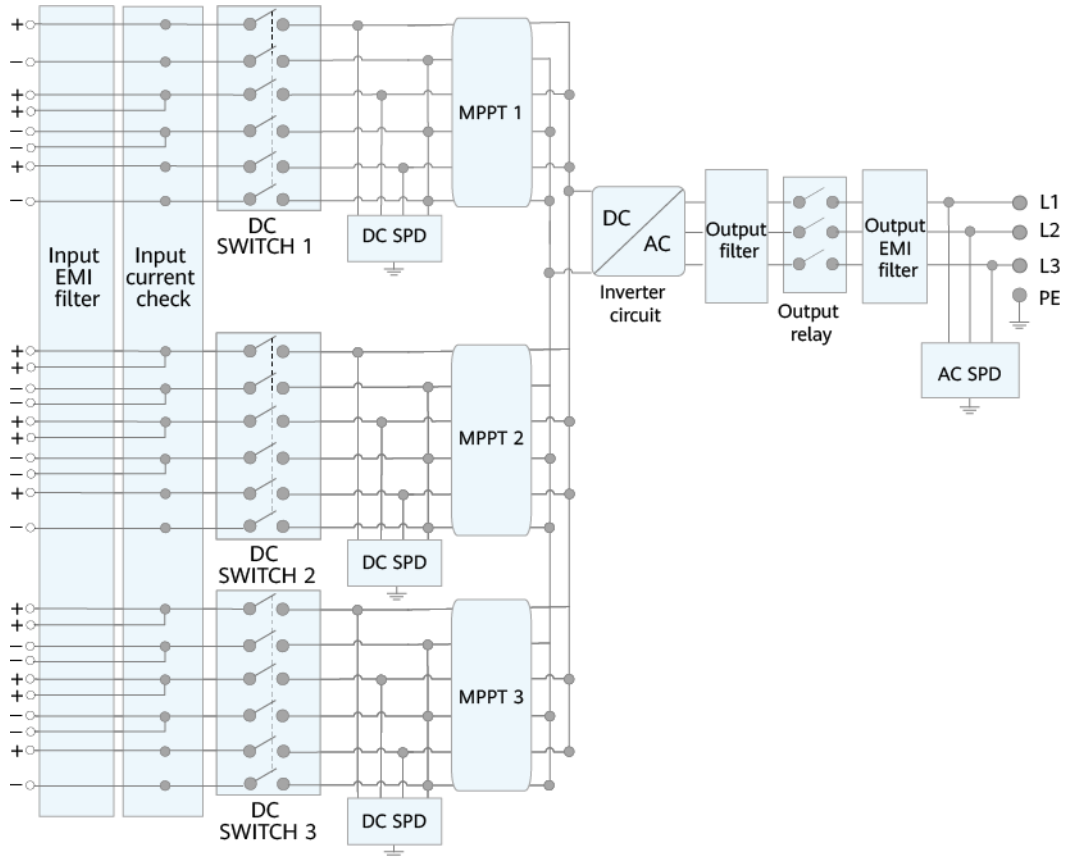 +
−
+
+
−
−
+
−
MPPT 1
DC
SWITCH 1
DC SPD
Input
EMI
filter
Input
current
check
DC
AC
Inverter
circuit
Output
filter
Output
relay
Output
EMI
filter
L1
L2
L3
PE
AC SPD
+
+
−
−
+
+
−
−
+
−
MPPT 2
DC
SWITCH 2
DC SPD
+
+
−
−
+
+
−
−
+
−
MPPT 3
DC
SWITCH 3
DC SPD